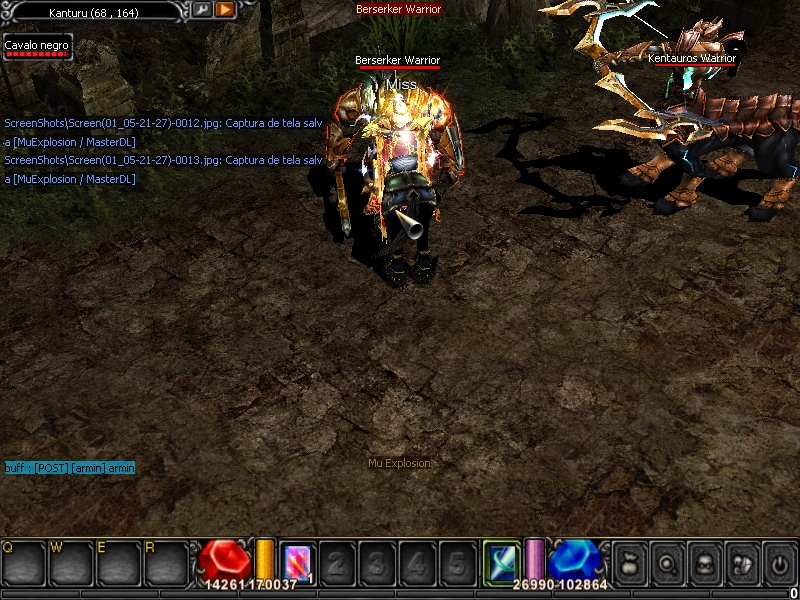 Kanturu (68 , 164)
Berserker Warrior
Cavalo negro
Berserker Warrior
Kentauros Warrior
Miss
ScreenShots\Screen(01_05-21-27)-0012.jpg: Captura de tela salv
a [MuExplosion / MasterDL]
ScreenShots\Screen(01_05-21-27)-0013.jpg: Captura de tela salv
a [MuExplosion / MasterDL]
buff : [POST] [armin] armin
Mu Explosion
Q W E R
1 2 3 4 5
14261 26990 102864
0